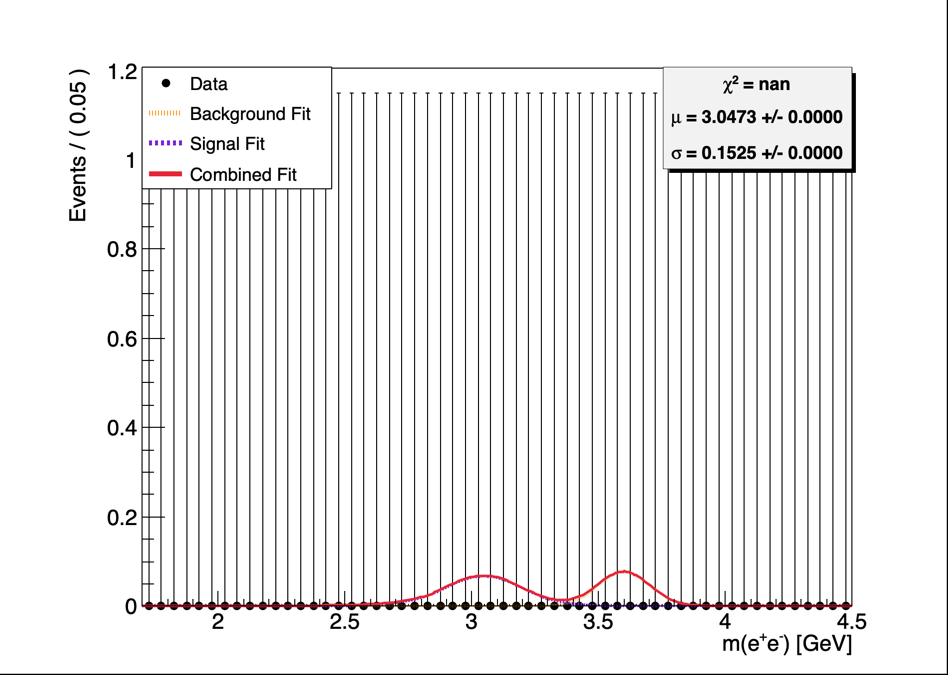 Events / ( 0.05 )
1.2
1
0.8
0.6
0.4
0.2
0
Data
Background Fit
Signal Fit
Combined Fit
χ² = nan
μ = 3.0473 +/- 0.0000
σ = 0.1525 +/- 0.0000
2 2.5 3 3.5 4 4.5
m(e⁺e⁻) [GeV]